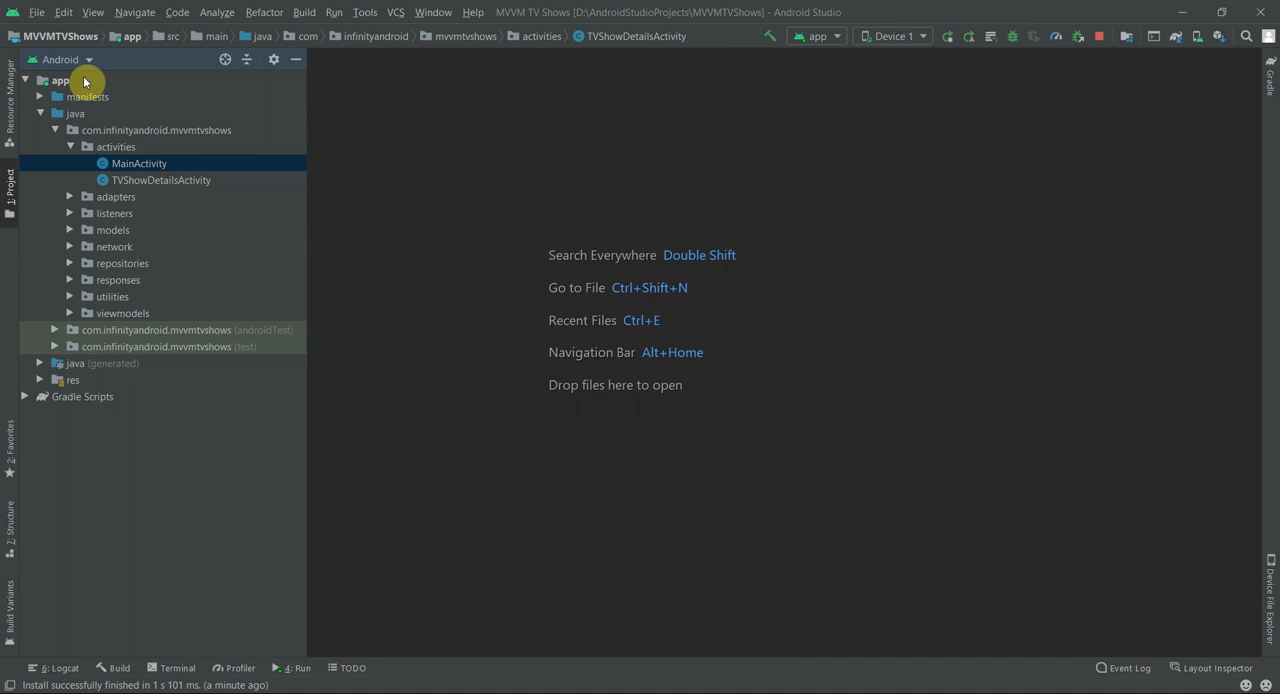 File Edit View Navigate Code Analyze Refactor Build Run Tools VCS Window Help MVVM TV Shows [D:\AndroidStudioProjects\MVVMTVShows] - Android Studio
MVVMTVShows app src main java com infinityandroid mvvmtvshows activities TVShowDetailsActivity app Device 1
Android
Resource Manager
1: Project
2: Favorites
7: Structure
Build Variants
app
manifests
java
com.infinityandroid.mvvmtvshows
activities
MainActivity
TVShowDetailsActivity
adapters
listeners
models
network
repositories
responses
utilities
viewmodels
com.infinityandroid.mvvmtvshows (androidTest)
com.infinityandroid.mvvmtvshows (test)
java (generated)
res
Gradle Scripts
Search Everywhere Double Shift
Go to File Ctrl+Shift+N
Recent Files Ctrl+E
Navigation Bar Alt+Home
Drop files here to open
Gradle
Device File Explorer
6: Logcat Build Terminal Profiler 4: Run TODO Event Log Layout Inspector
Install successfully finished in 1 s 101 ms. (a minute ago)